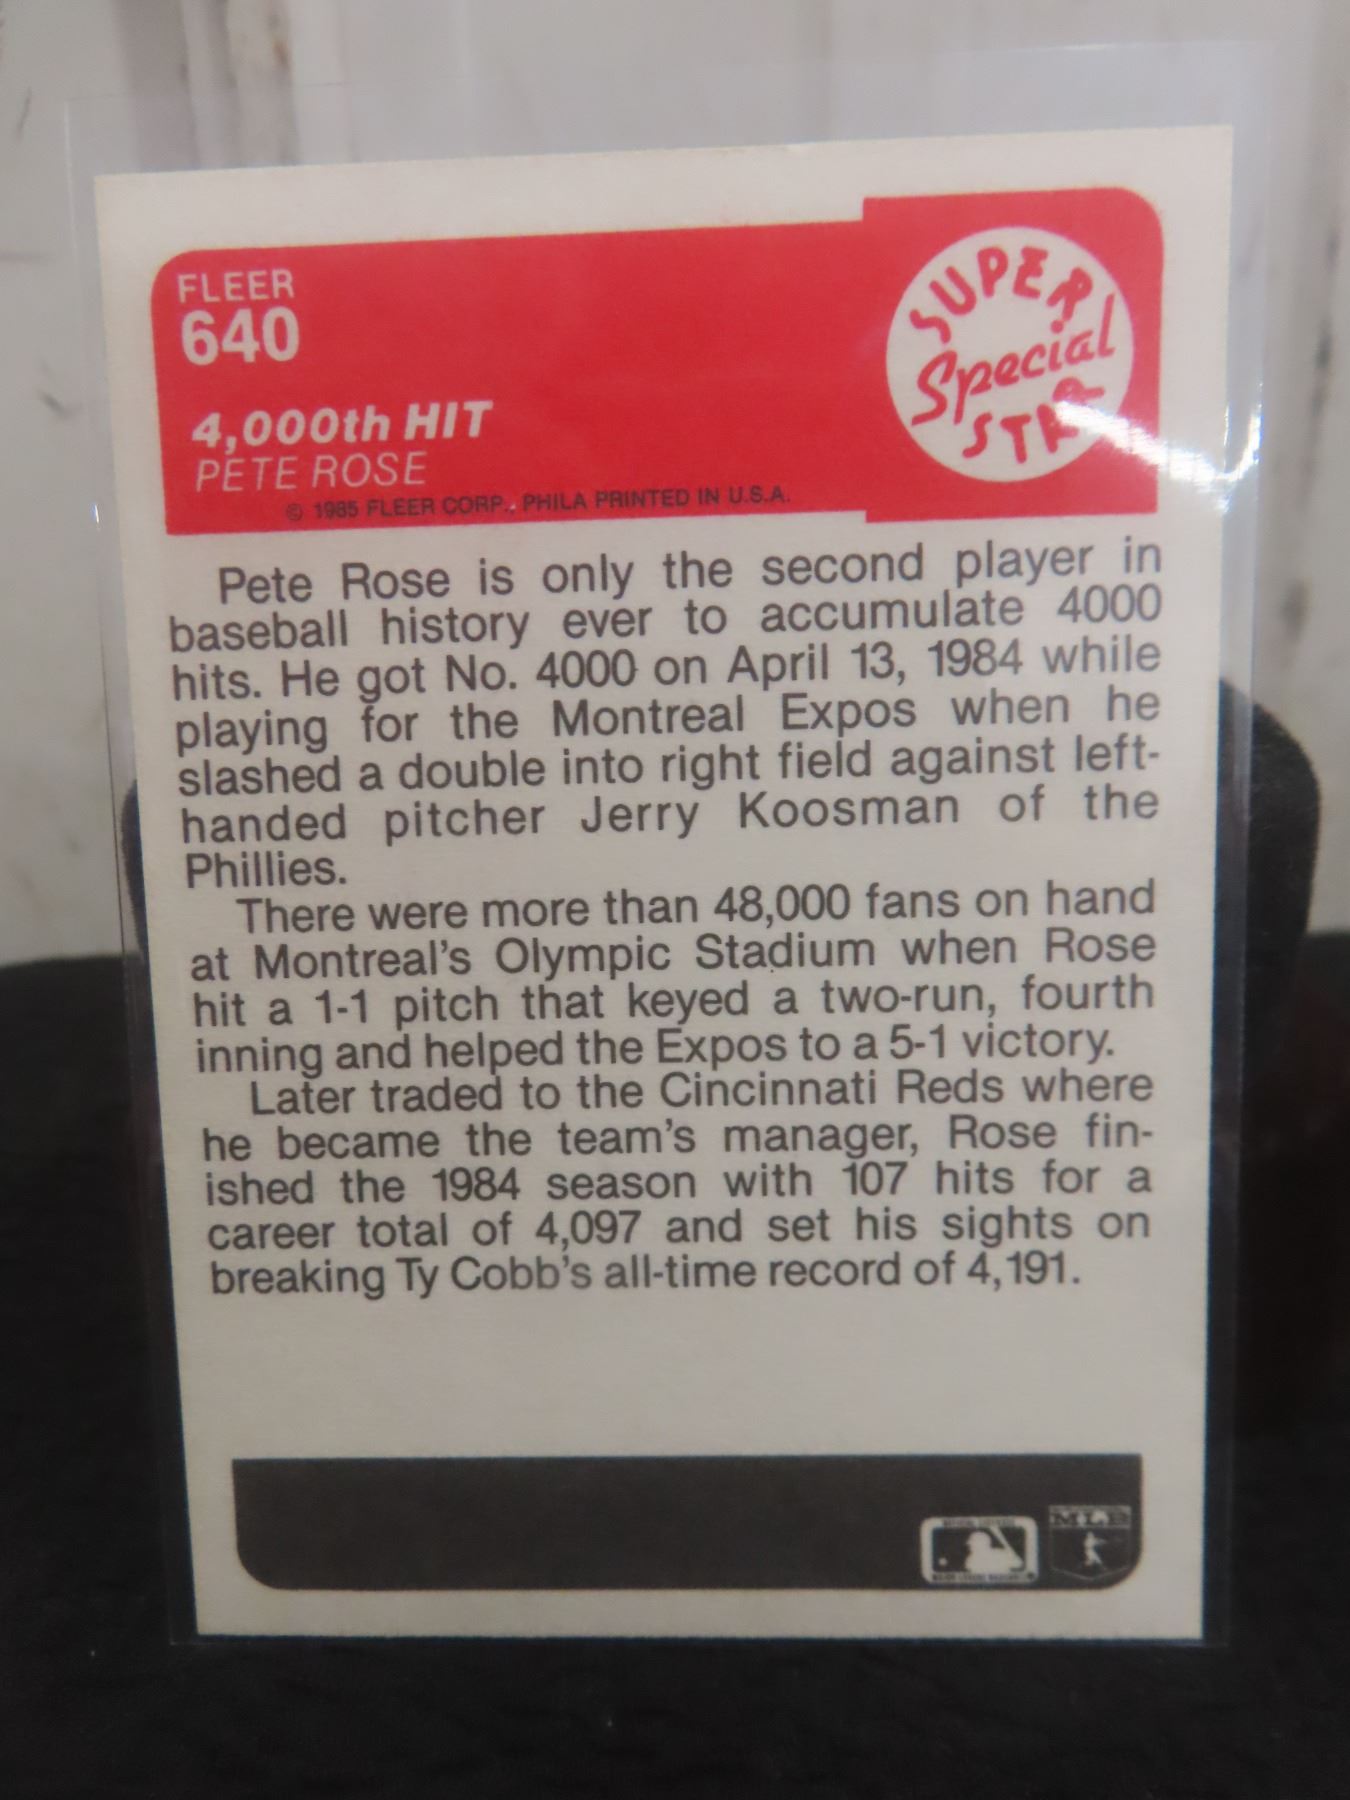 FLEER
640
4,000th HIT
PETE ROSE
© 1985 FLEER CORP., PHILA PRINTED IN U.S.A.
SUPER
Special
STAR
Pete Rose is only the second player in
baseball history ever to accumulate 4000
hits. He got No. 4000 on April 13, 1984 while
playing for the Montreal Expos when he
slashed a double into right field against left-
handed pitcher Jerry Koosman of the
Phillies.
There were more than 48,000 fans on hand
at Montreal's Olympic Stadium when Rose
hit a 1-1 pitch that keyed a two-run, fourth
inning and helped the Expos to a 5-1 victory.
Later traded to the Cincinnati Reds where
he became the team's manager, Rose fin-
ished the 1984 season with 107 hits for a
career total of 4,097 and set his sights on
breaking Ty Cobb's all-time record of 4,191.
MLB